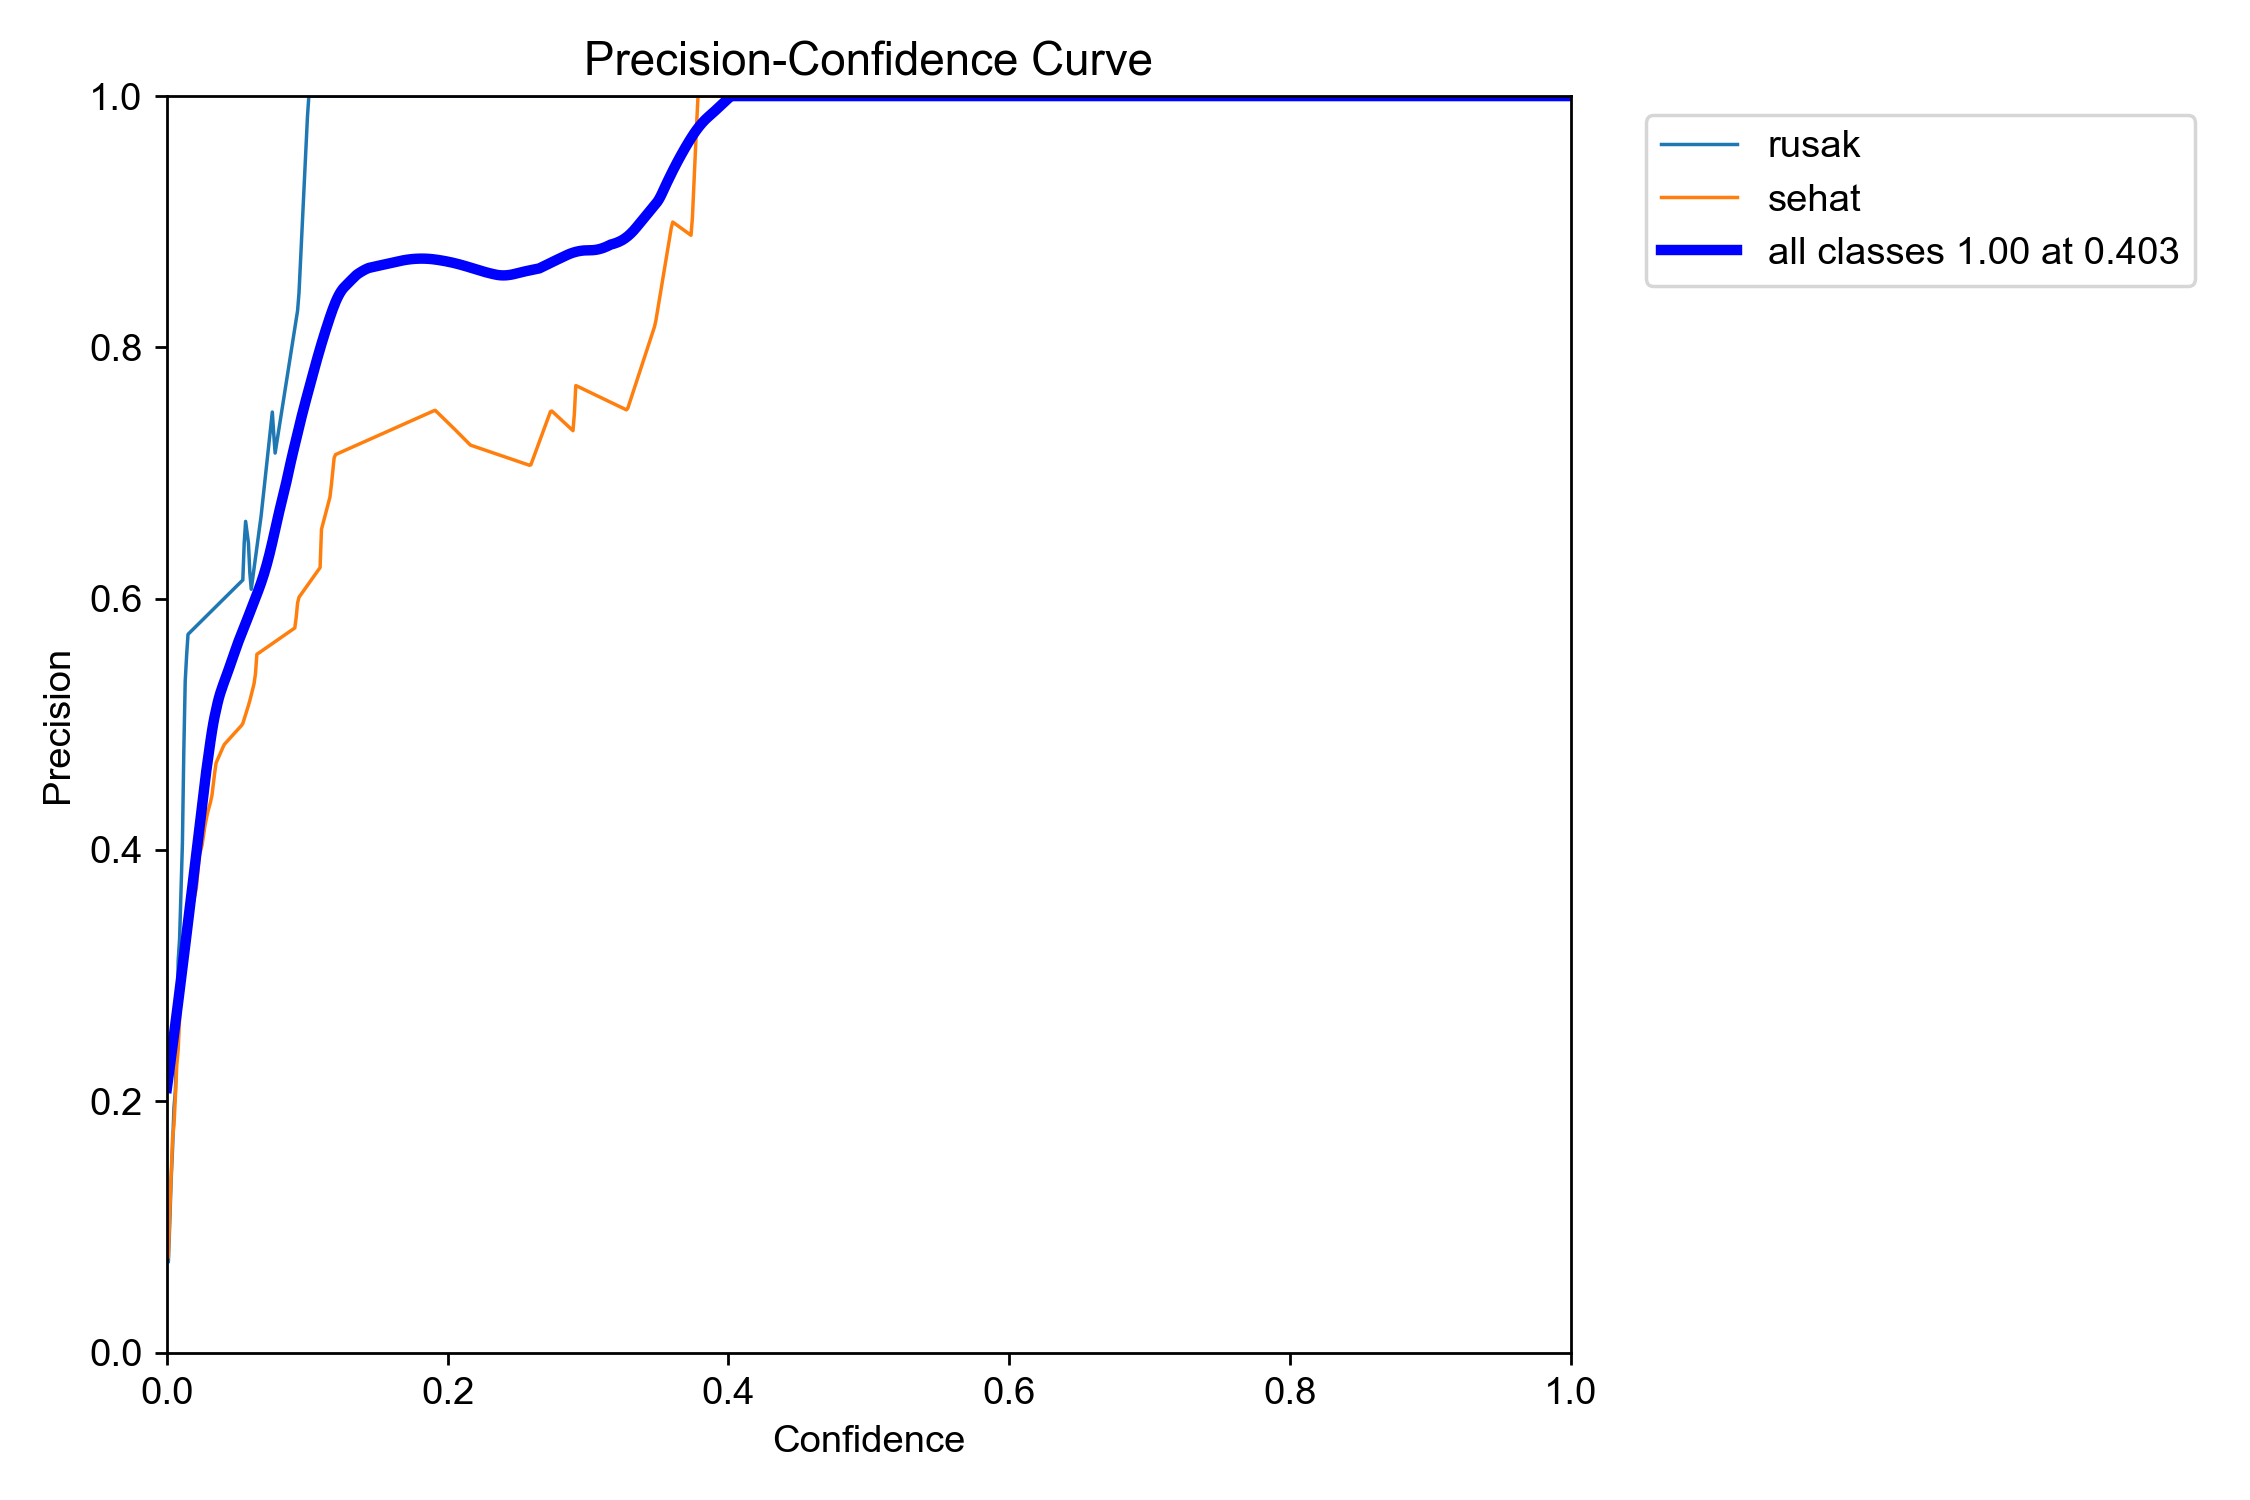 Precision-Confidence Curve
1.0
0.8
0.6
0.4
0.2
0.0
Precision
0.0 0.2 0.4 0.6 0.8 1.0
Confidence
rusak
sehat
all classes 1.00 at 0.403